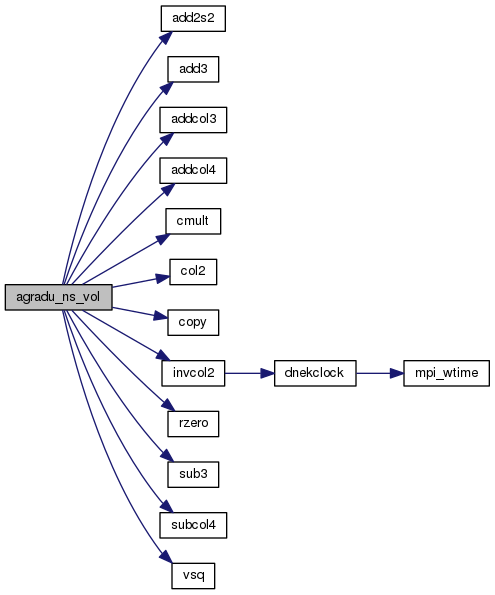 add2s2
add3
addcol3
addcol4
cmult
col2
agradu_ns_vol
copy
invcol2
dnekclock
mpi_wtime
rzero
sub3
subcol4
vsq